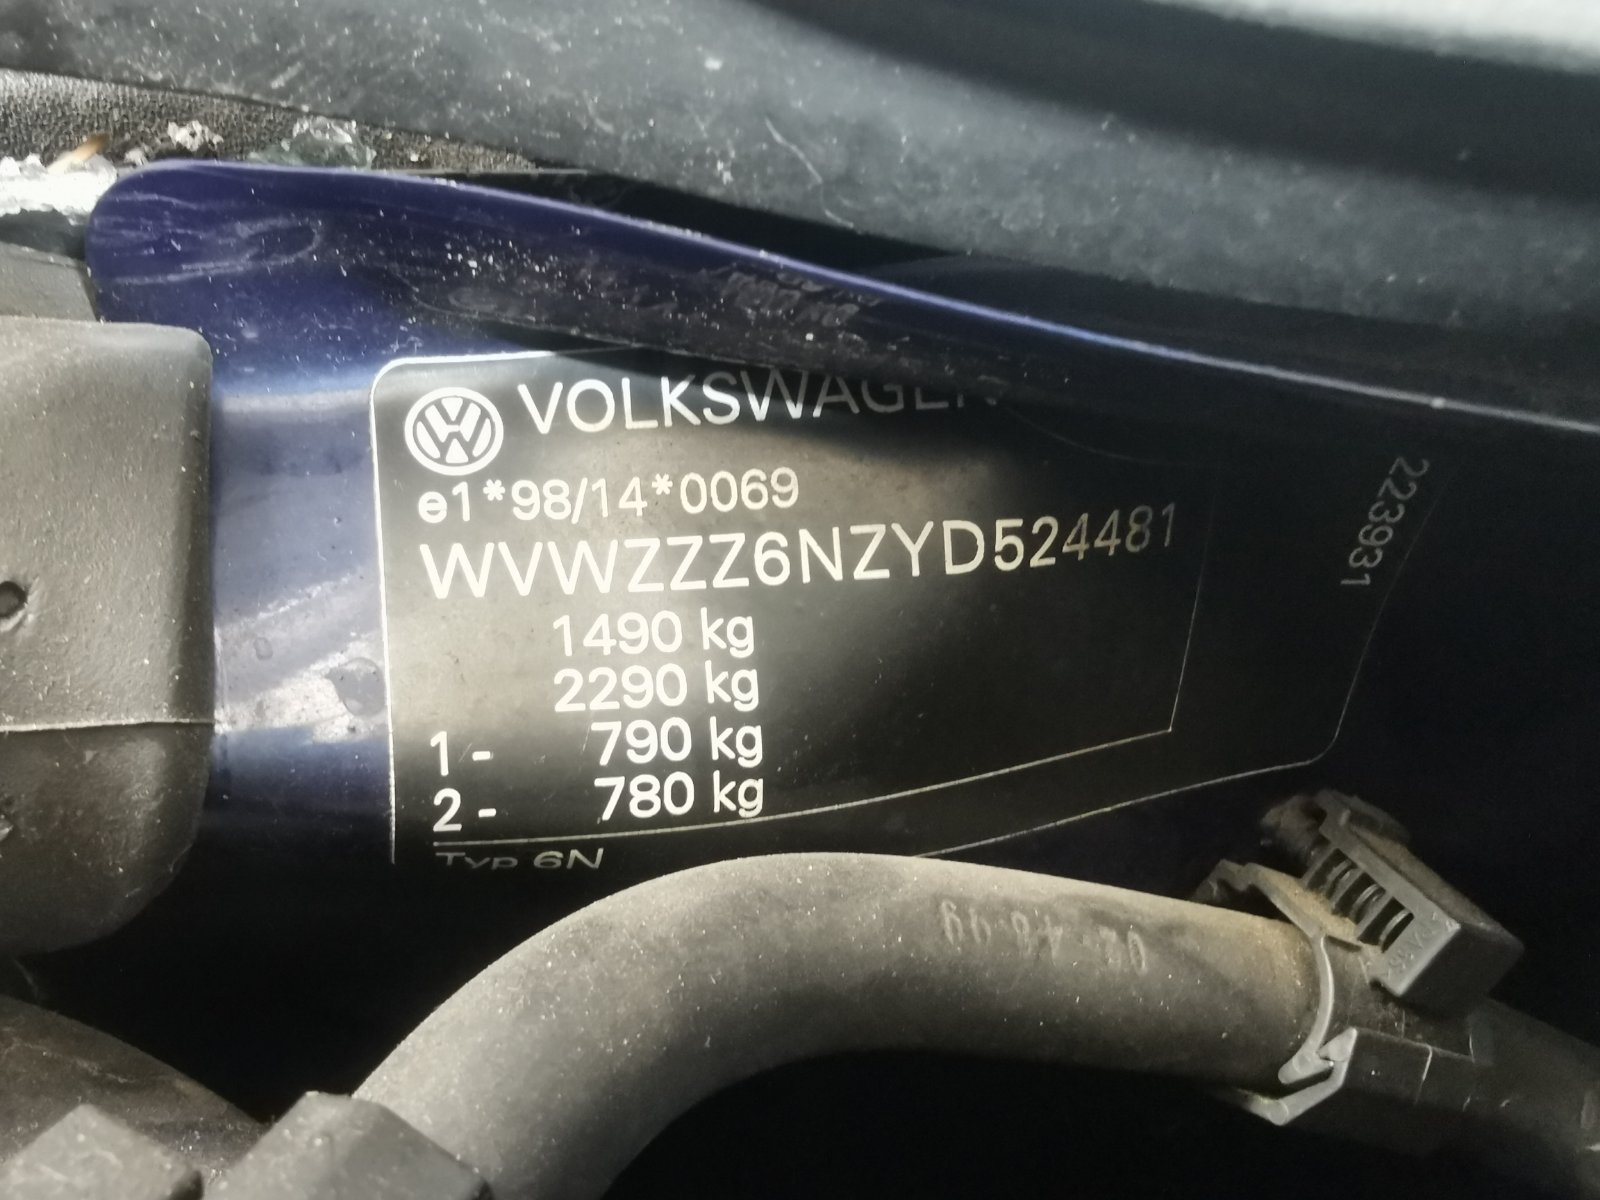 VOLKSWAGEN
e1*98/14*0069
WVWZZZ6NZYD524481
1490 kg
2290 kg
1- 790 kg
2- 780 kg
Typ 6N
223931